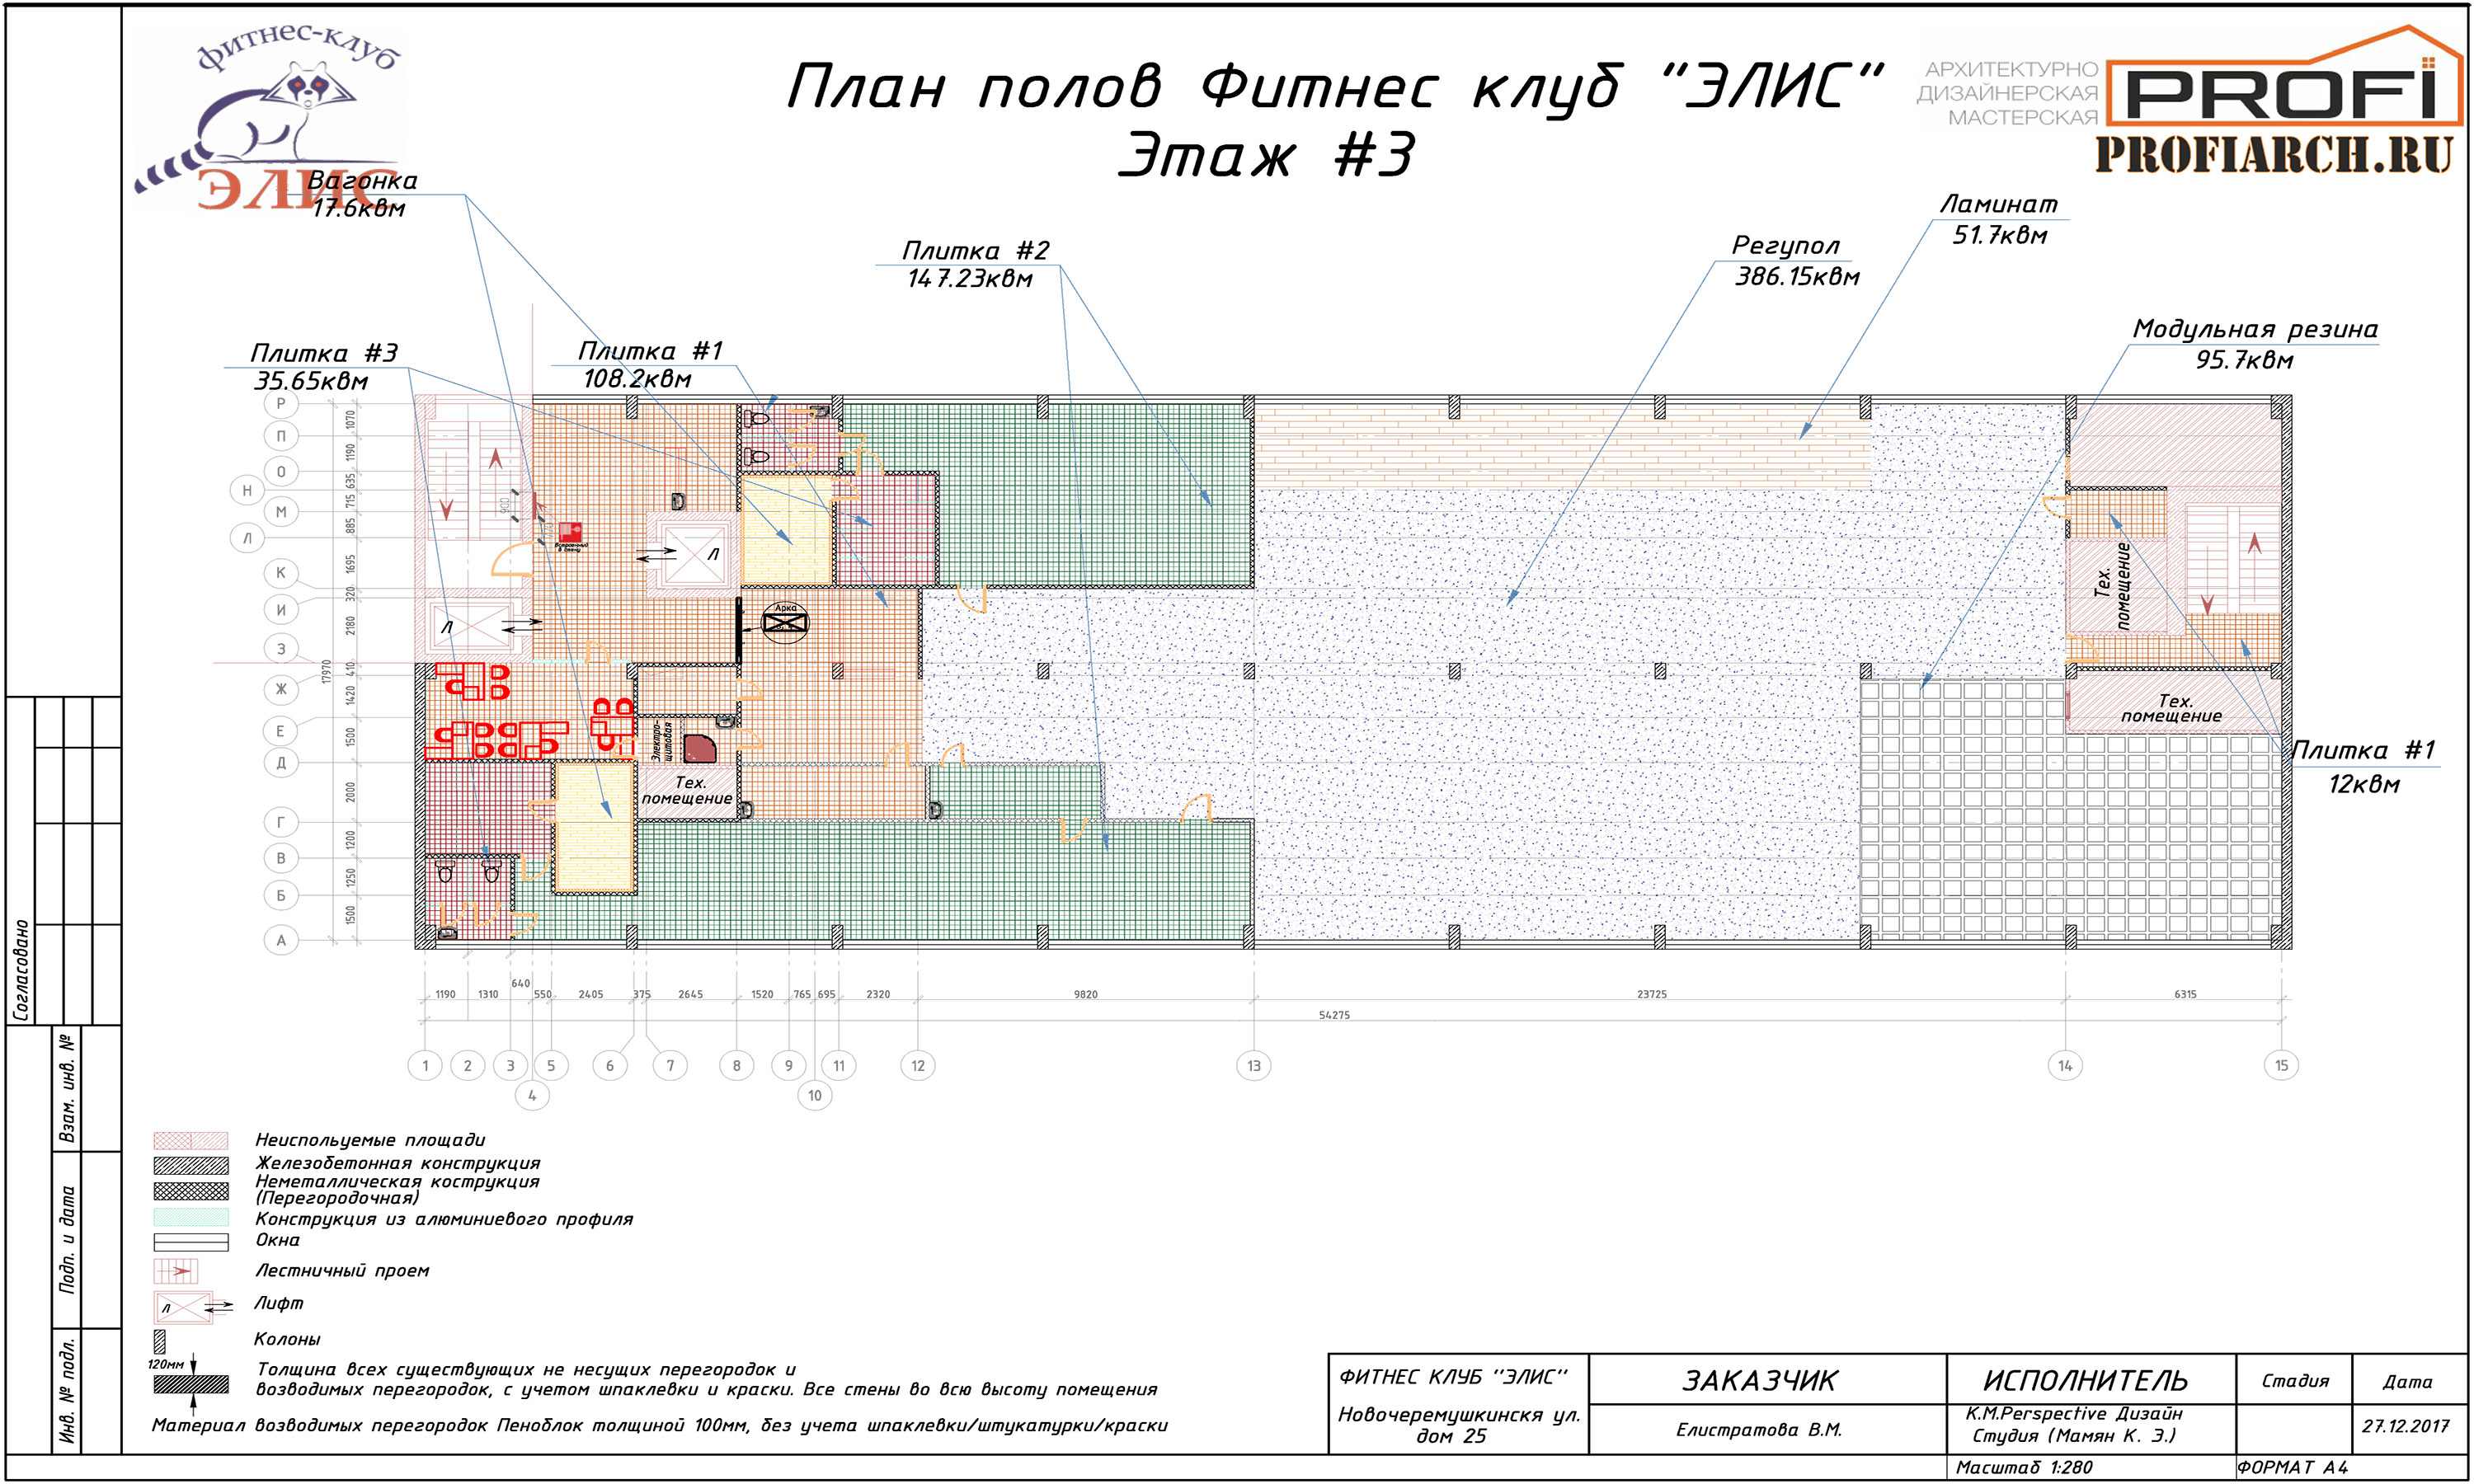 фитнес-клуб
ЭЛИС
План полов Фитнес клуб "ЭЛИС"
Этаж #3
АРХИТЕКТУРНО
ДИЗАЙНЕРСКАЯ
МАСТЕРСКАЯ
PROFi
PROFIARCH.RU
Вагонка
17.6квм
Плитка #2
147.23квм
Регупол
386.15квм
Ламинат
51.7квм
Модульная резина
95.7квм
Плитка #3
35.65квм
Плитка #1
108.2квм
Плитка #1
12квм
Р
П
О
Н
М
Л
К
И
З
Ж
Е
Д
Г
В
Б
А
1070
1190
635
715
885
1695
320
2180
410
1420
1500
2000
1200
1250
1500
17970
900
Встроенный
в стену
Л
Л
Арка
Электро-
щитовая
Тех.
помещение
Тех.
помещение
Тех.
помещение
1190
1310
640
550
2405
375
2645
1520
765
695
2320
9820
23725
6315
54275
1
2
3
4
5
6
7
8
9
10
11
12
13
14
15
Неиспольуемые площади
Железобетонная конструкция
Неметаллическая кострукция
(Перегородочная)
Конструкция из алюминиевого профиля
Окна
Лестничный проем
Л
Лифт
Колоны
120мм
Толщина всех существующих не несущих перегородок и
возводимых перегородок, с учетом шпаклевки и краски. Все стены во всю высоту помещения
Материал возводимых перегородок Пеноблок толщиной 100мм, без учета шпаклевки/штукатурки/краски
Согласовано
Взам. инв. №
Подп. и дата
Инв. № подл.
ФИТНЕС КЛУБ "ЭЛИС"
Новочеремушкинскя ул.
дом 25
ЗАКАЗЧИК
Елистратова В.М.
ИСПОЛНИТЕЛЬ
K.M.Perspective Дизайн
Студия (Мамян К. Э.)
Стадия
Дата
27.12.2017
Масштаб 1:280
ФОРМАТ А4